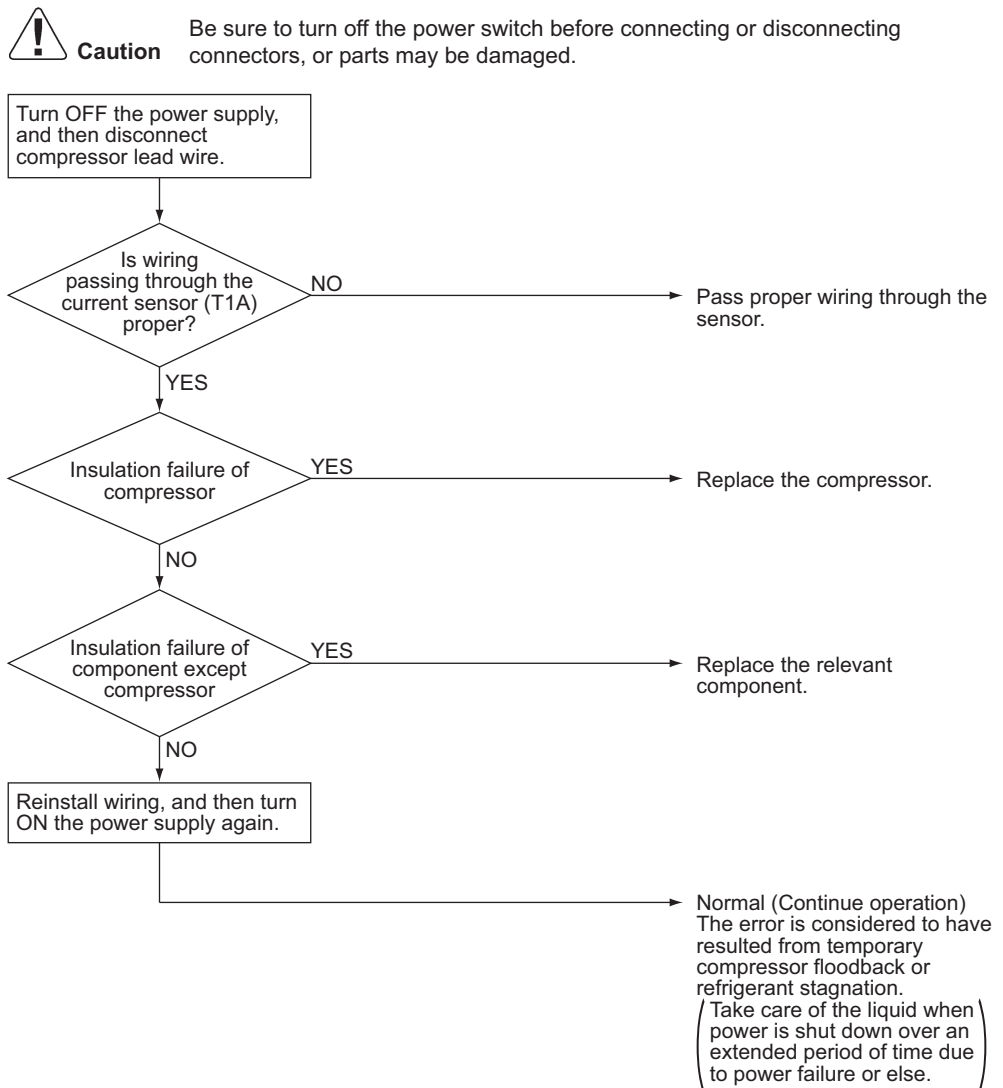 Caution
Be sure to turn off the power switch before connecting or disconnecting
connectors, or parts may be damaged.
Turn OFF the power supply,
and then disconnect
compressor lead wire.
Is wiring
passing through the
current sensor (T1A)
proper?
NO
Pass proper wiring through the
sensor.
YES
Insulation failure of
compressor
YES
Replace the compressor.
NO
Insulation failure of
component except
compressor
YES
Replace the relevant
component.
NO
Reinstall wiring, and then turn
ON the power supply again.
Normal (Continue operation)
The error is considered to have
resulted from temporary
compressor floodback or
refrigerant stagnation.
Take care of the liquid when
power is shut down over an
extended period of time due
to power failure or else.